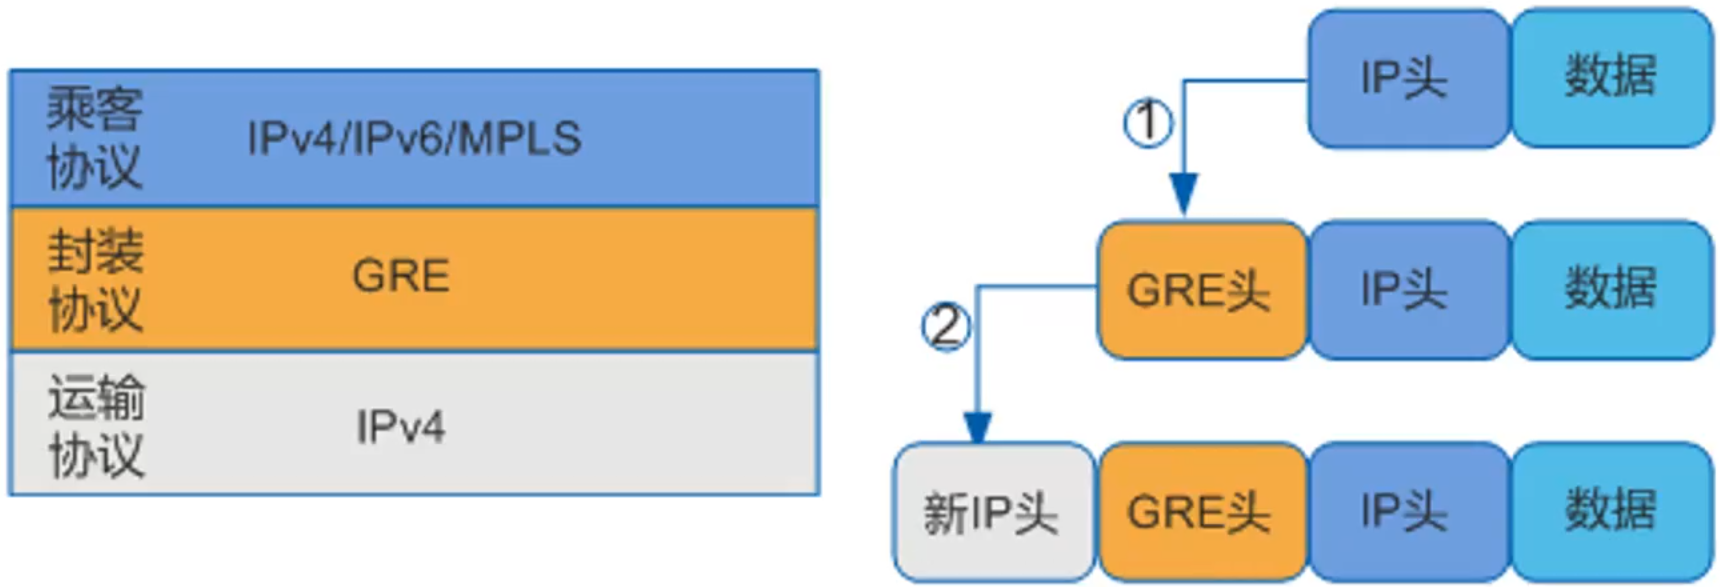 乘客
协议
IPv4/IPv6/MPLS
封装
协议
GRE
运输
协议
IPv4
IP头
数据
①
GRE头
IP头
数据
②
新IP头
GRE头
IP头
数据